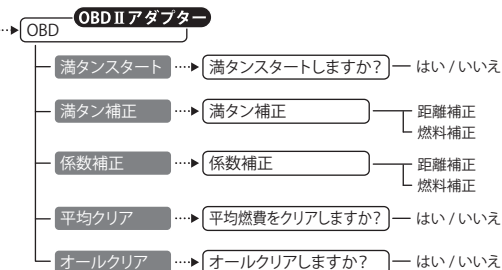 OBDⅡアダプター
OBD
満タンスタート 満タンスタートしますか? はい / いいえ
満タン補正 満タン補正 距離補正
燃料補正
係数補正 係数補正 距離補正
燃料補正
平均クリア 平均燃費をクリアしますか? はい / いいえ
オールクリア オールクリアしますか? はい / いいえ